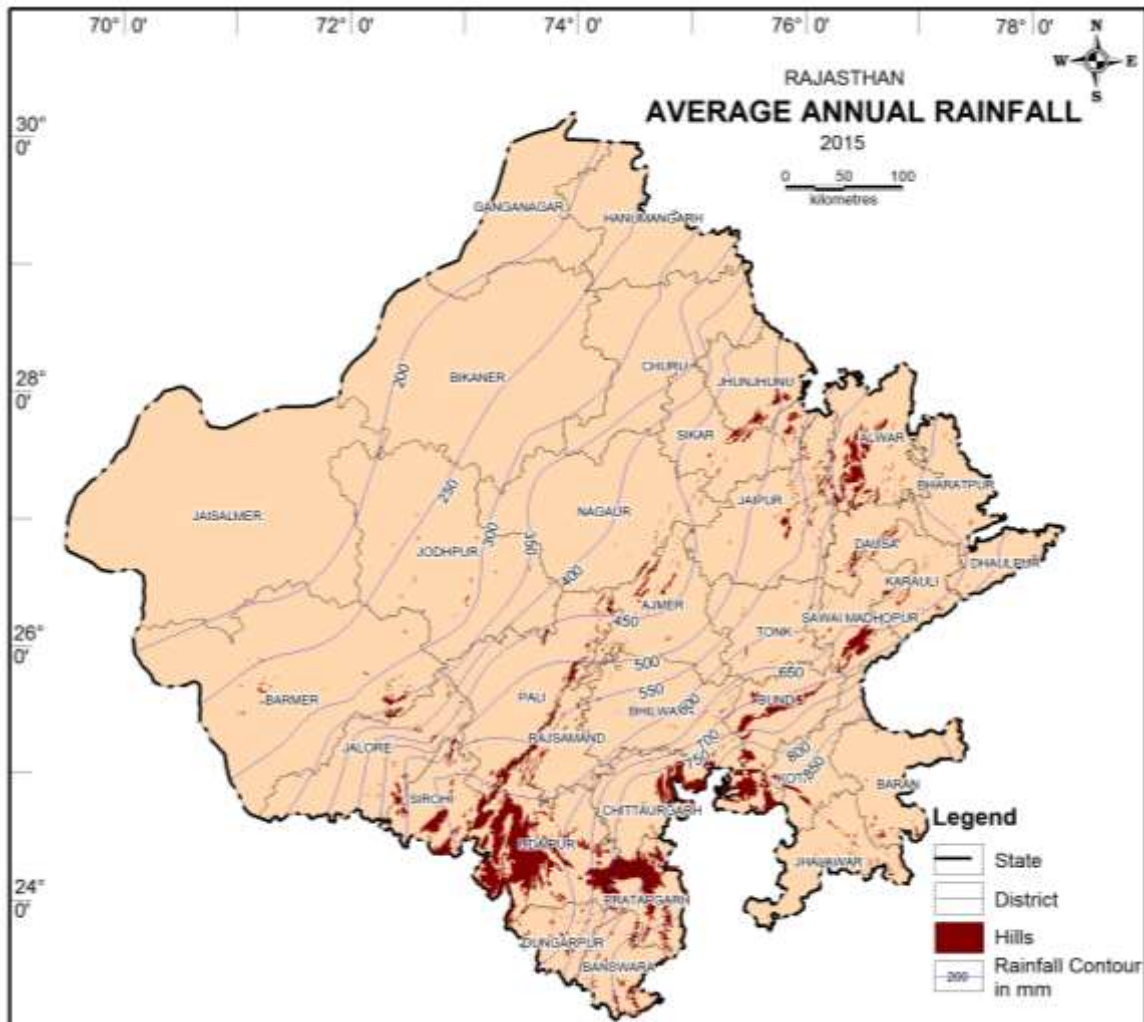 70° 0'
72° 0'
74° 0'
76° 0'
78° 0'
N
W E
S
RAJASTHAN
AVERAGE ANNUAL RAINFALL
2015
0 50 100
kilometres
30°
0'
GANGANAGAR
HANUMANGARH
28°
0'
200
BIKANER
CHURU
JHUNJHUNU
SIKAR
ALWAR
BHARATPUR
250
JAISALMER
NAGAUR
JAIPUR
JODHPUR
300
350
DAUSA
DHAULPUR
400
KARAULI
AJMER
450
SAWAI MADHOPUR
TONK
26°
0'
500
650
BARMER
PALI
550
600
BHILWARA
BUNDI
RAJSAMAND
700
JALORE
750
800
850
KOTA
BARAN
SIROHI
CHITTAURGARH
UDAIPUR
JHALAWAR
24°
0'
PRATAPGARH
DUNGARPUR
BANSWARA
Legend
State
District
Hills
200 Rainfall Contour
in mm